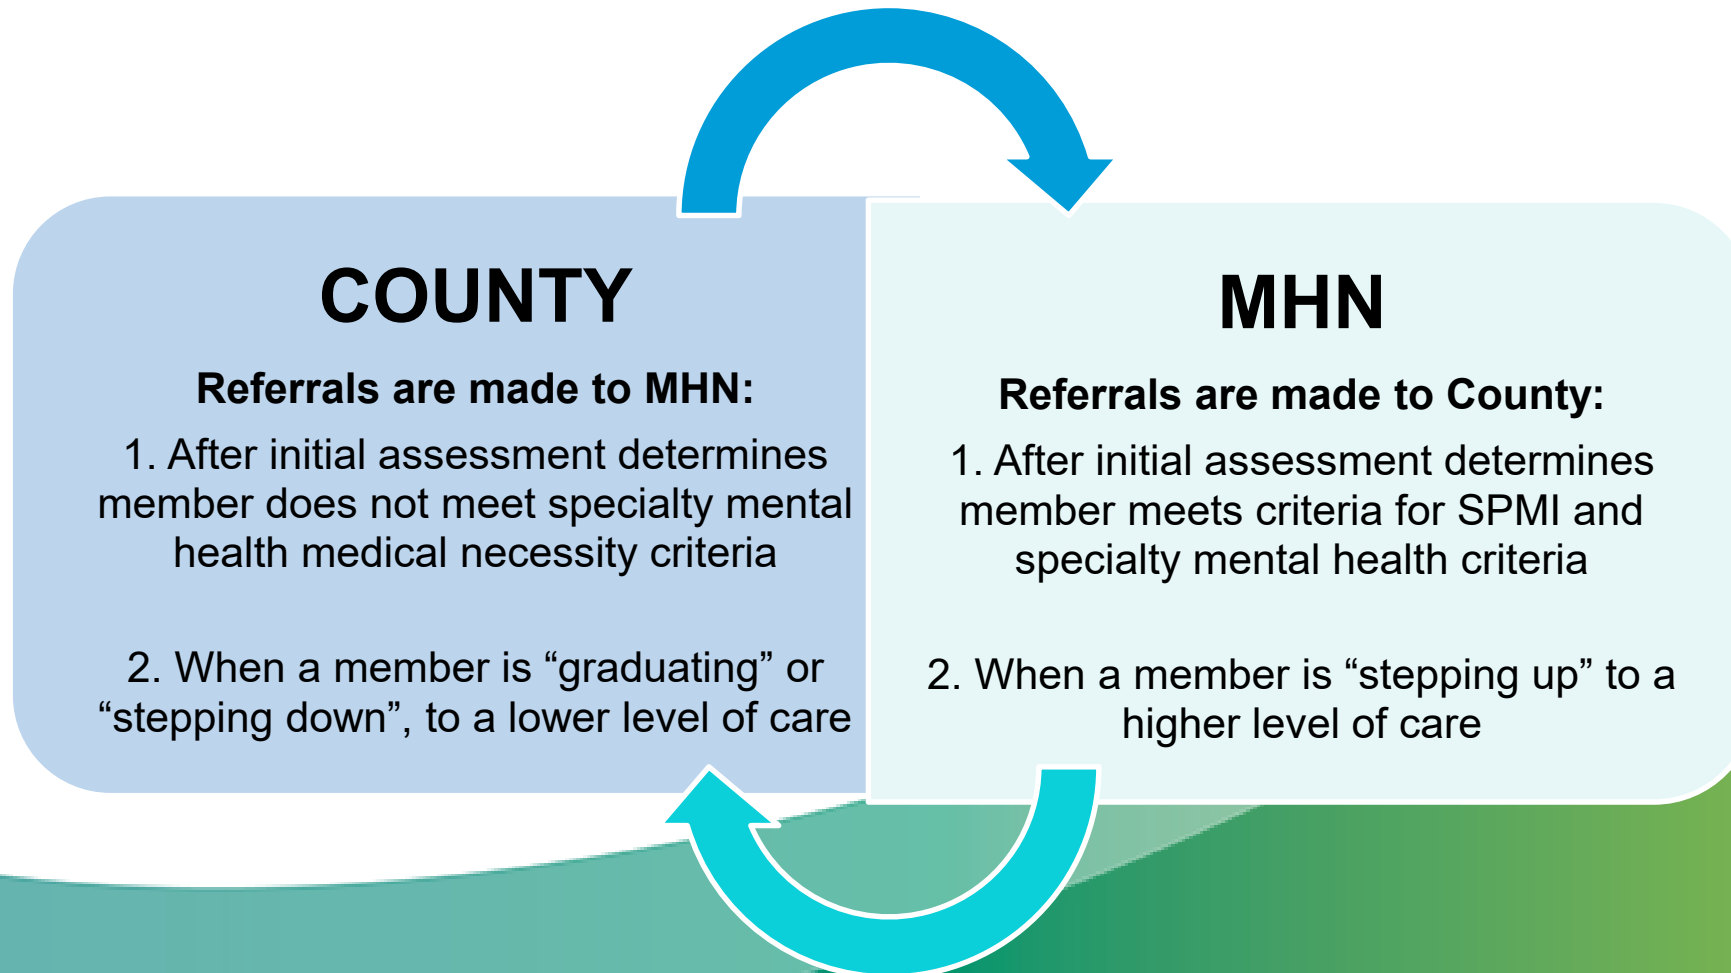 COUNTY
Referrals are made to MHN:
1. After initial assessment determines
member does not meet specialty mental
health medical necessity criteria
2. When a member is “graduating” or
“stepping down”, to a lower level of care
MHN
Referrals are made to County:
1. After initial assessment determines
member meets criteria for SPMI and
specialty mental health criteria
2. When a member is “stepping up” to a
higher level of care